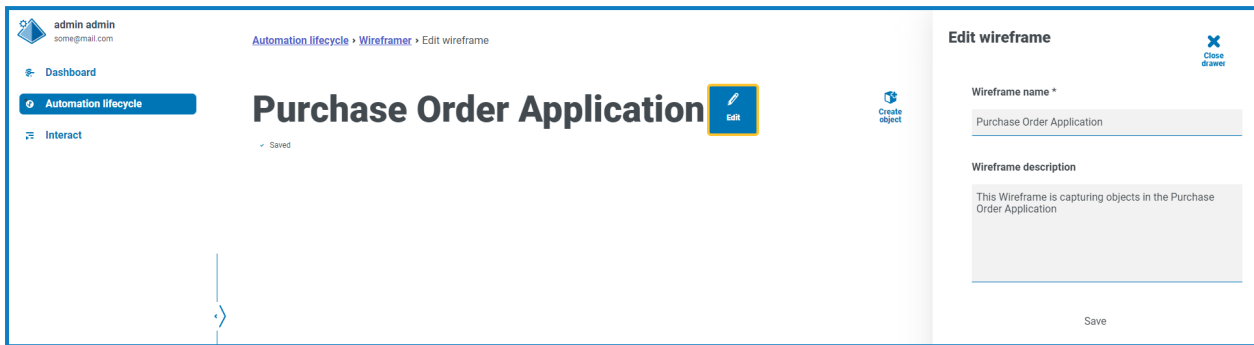 admin admin
some@mail.com
Dashboard
Automation lifecycle
Interact
Automation lifecycle › Wireframer › Edit wireframe
Purchase Order Application
Edit
Saved
Create
object
Edit wireframe
Close
drawer
Wireframe name *
Purchase Order Application
Wireframe description
This Wireframe is capturing objects in the Purchase
Order Application
Save